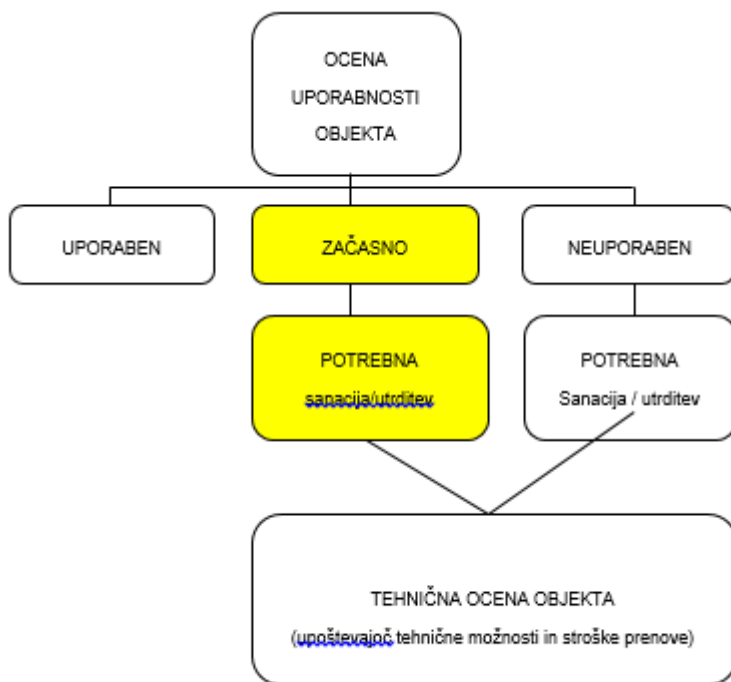 OCENA
UPORABNOSTI
OBJEKTA
UPORABEN
ZAČASNO
NEUPORABEN
POTREBNA
sanacija/utrditev
POTREBNA
Sanacija / utrditev
TEHNIČNA OCENA OBJEKTA
(upoštevajoč tehnične možnosti in stroške prenove)